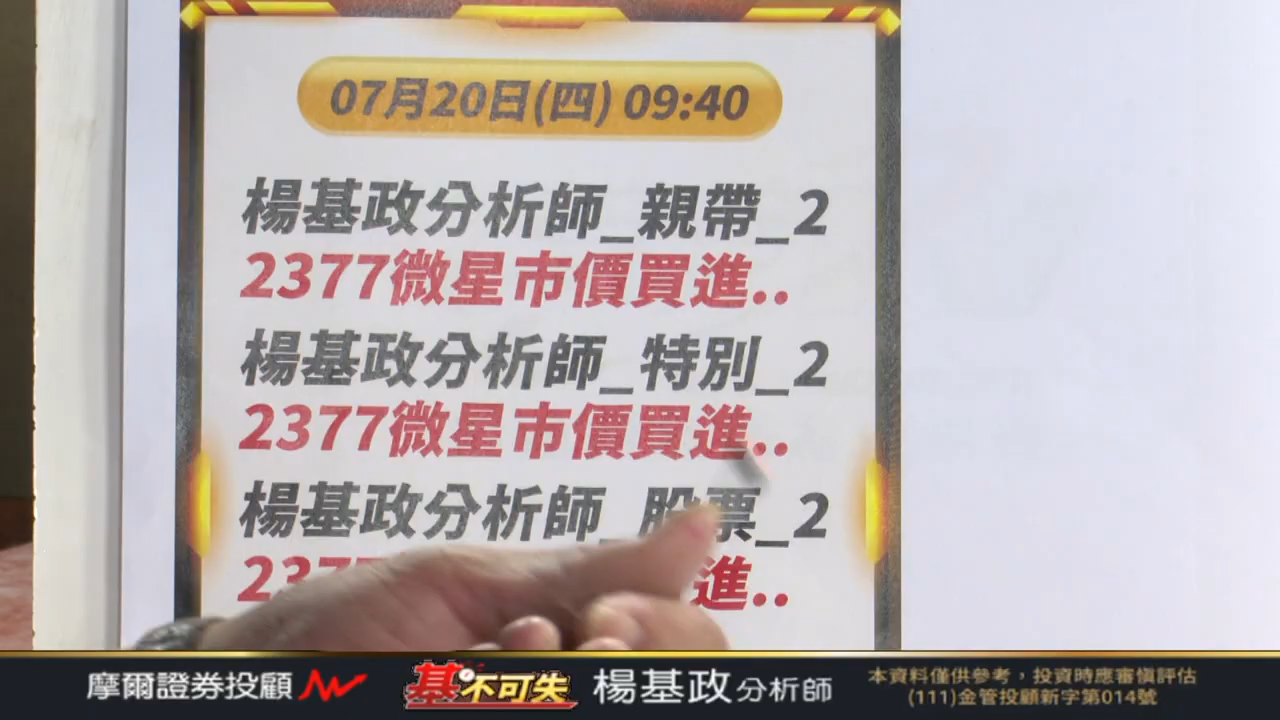 07月20日(四) 09:40
楊基政分析師_親帶_2
2377微星市價買進..
楊基政分析師_特別_2
2377微星市價買進..
楊基政分析師_股票_2
237 進..
摩爾證券投顧 基不可失 楊基政分析師
本資料僅供參考，投資時應審慎評估
(111)金管投顧新字第014號